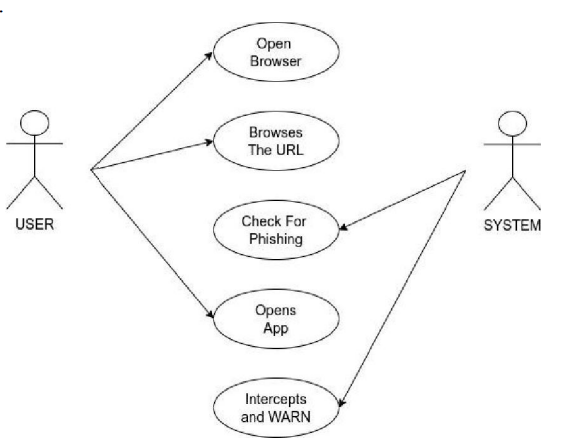 Open
Browser
Browses
The URL
USER
Check For
Phishing
SYSTEM
Opens
App
Intercepts
and WARN